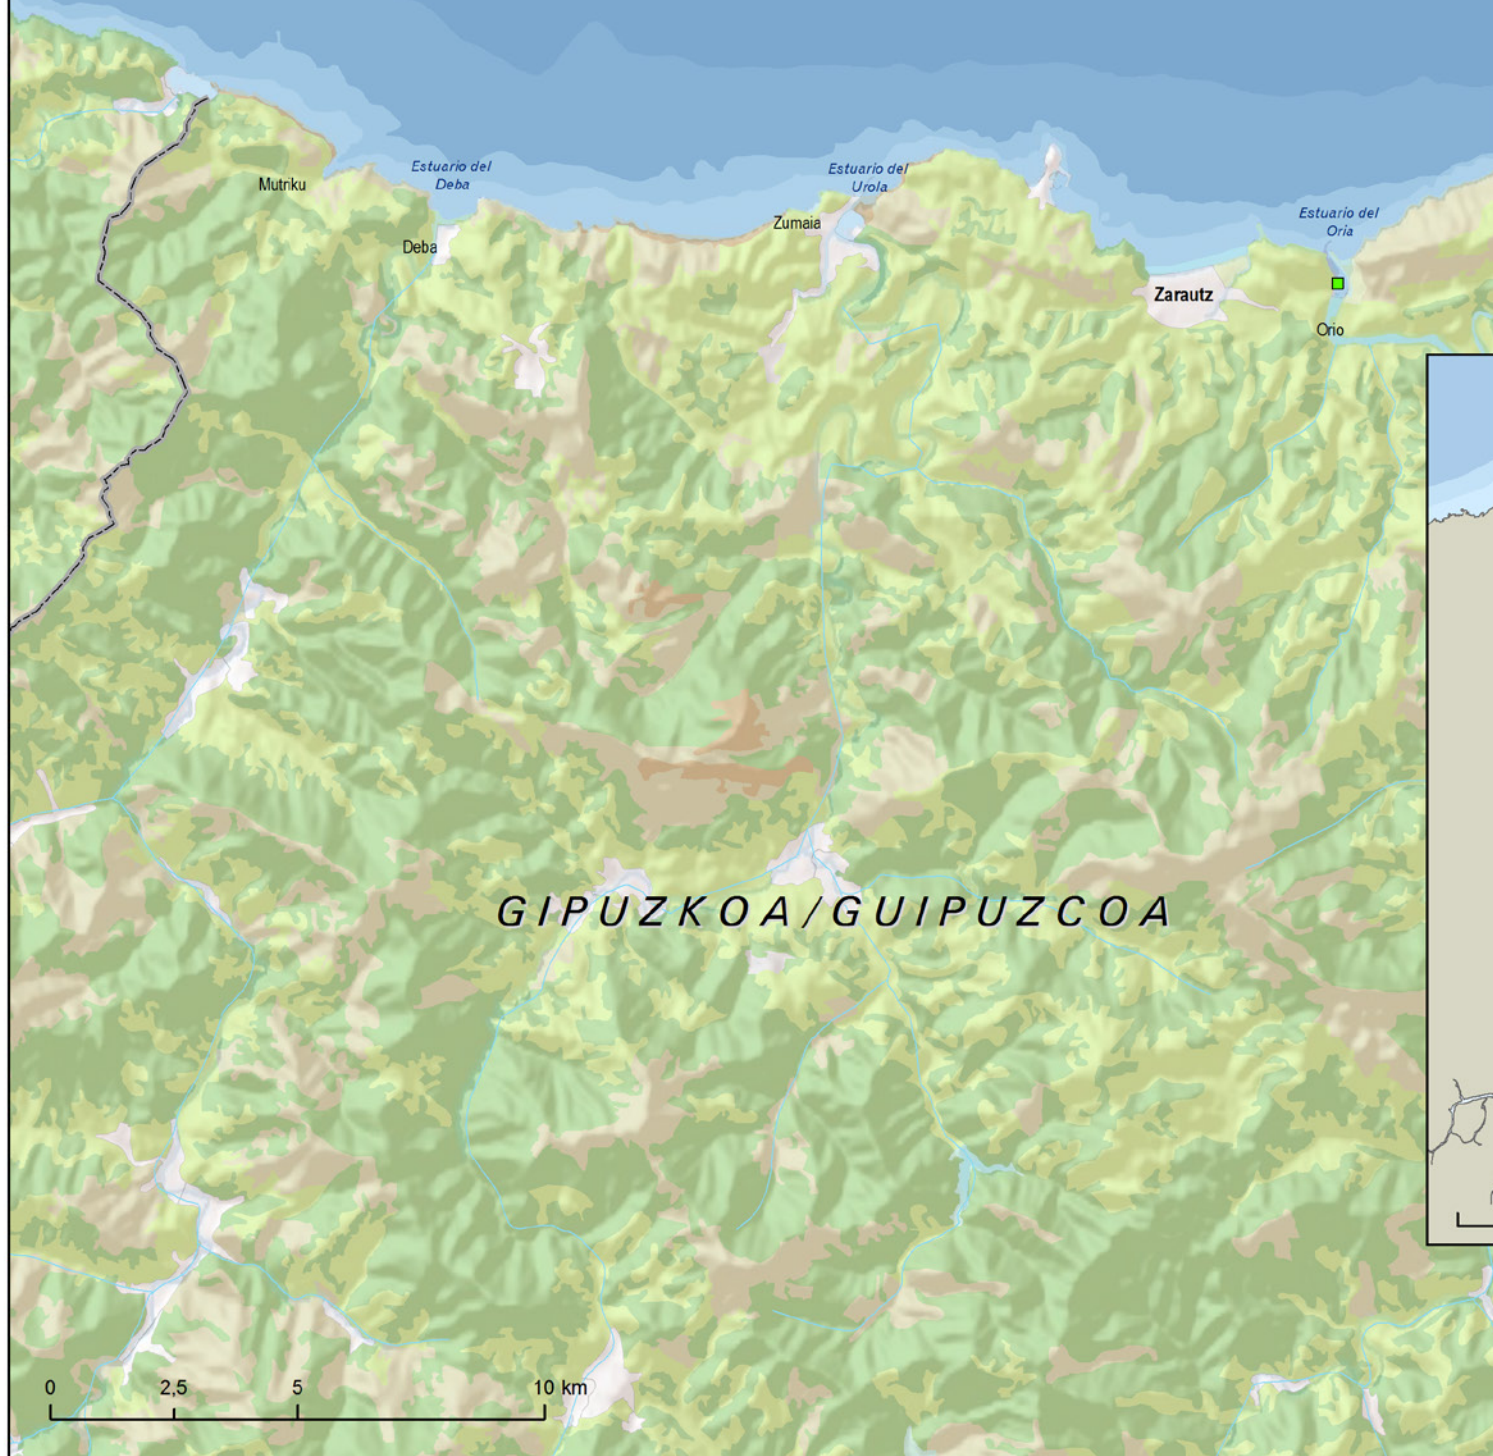 Estuario del
Deba
Estuario del
Urola
Estuario del
Oria
Mutriku
Deba
Zumaia
Zarautz
Orio
GIPUZKOA/GUIPUZCOA
0 2,5 5 10 km